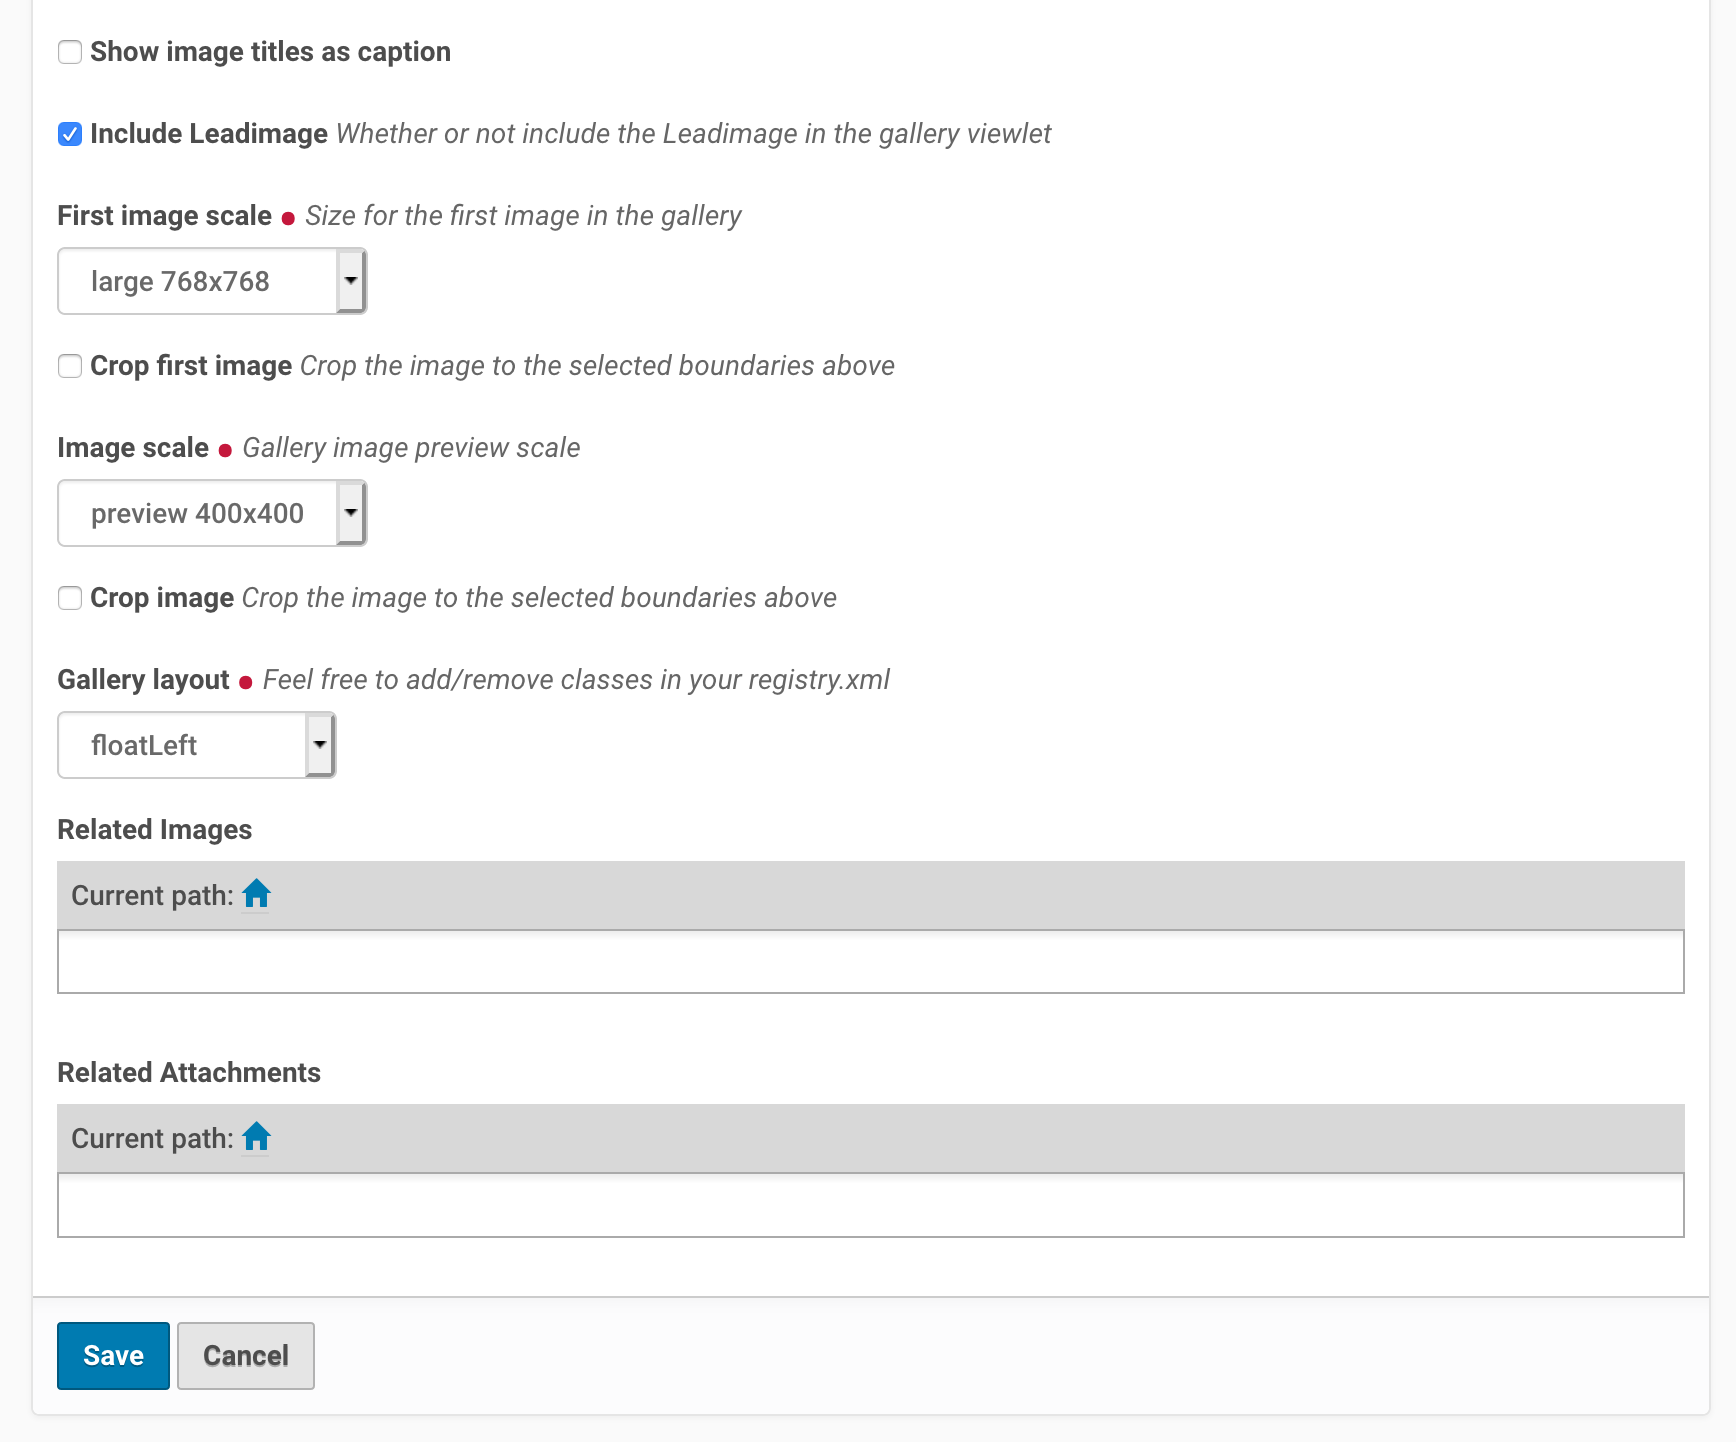 Show image titles as caption
Include Leadimage Whether or not include the Leadimage in the gallery viewlet
First image scale Size for the first image in the gallery
large 768x768
Crop first image Crop the image to the selected boundaries above
Image scale Gallery image preview scale
preview 400x400
Crop image Crop the image to the selected boundaries above
Gallery layout Feel free to add/remove classes in your registry.xml
floatLeft
Related Images
Current path:
Related Attachments
Current path:
Save Cancel